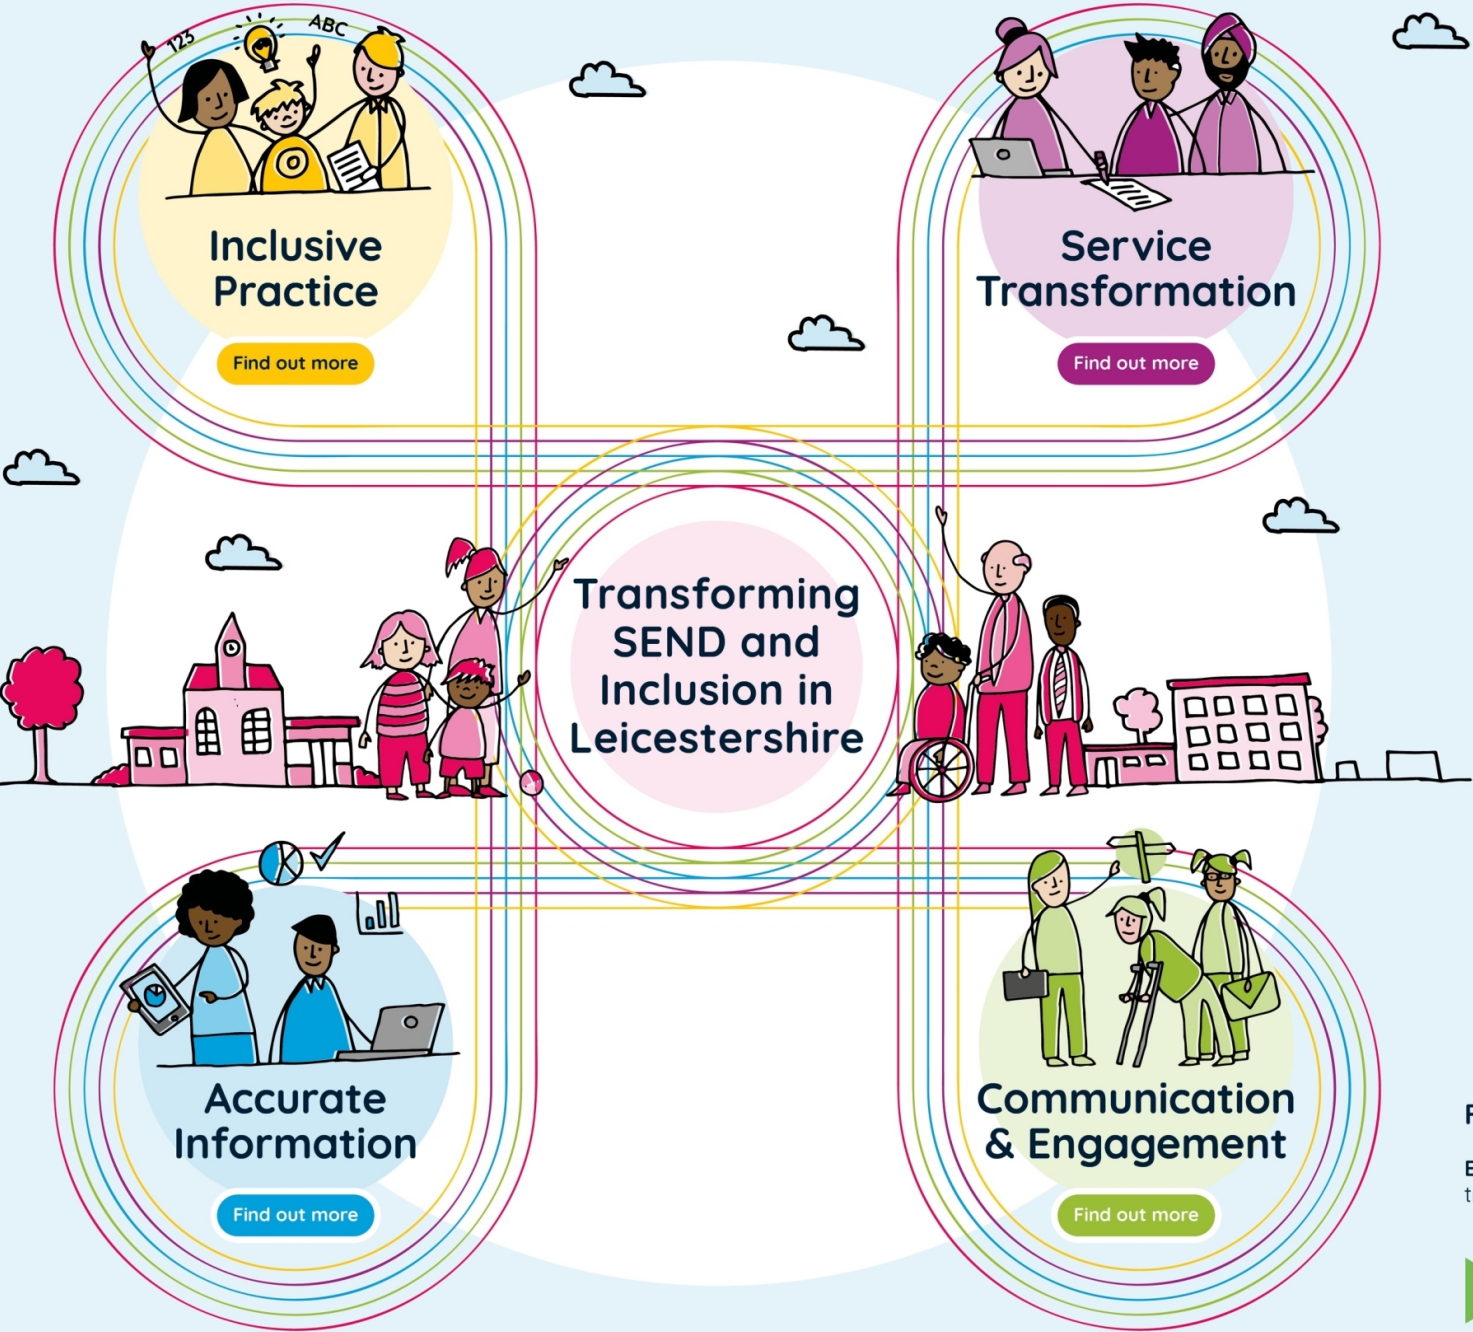 123
ABC
Inclusive
Practice
Find out more
Service
Transformation
Find out more
Transforming
SEND and
Inclusion in
Leicestershire
Accurate
Information
Find out more
Communication
& Engagement
Find out more